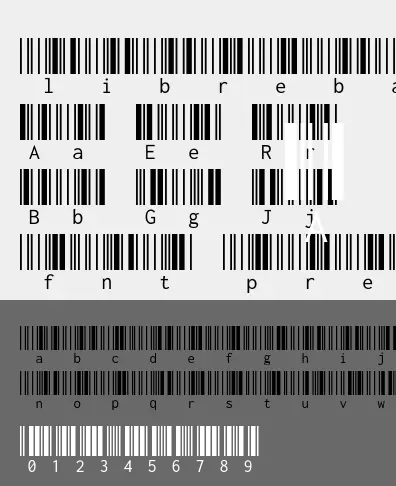 l i b r e b a
A a E e R r
B b G g J j
A
f n t p r e
a b c d e f g h i j
n o p q r s t u v w
0 1 2 3 4 5 6 7 8 9